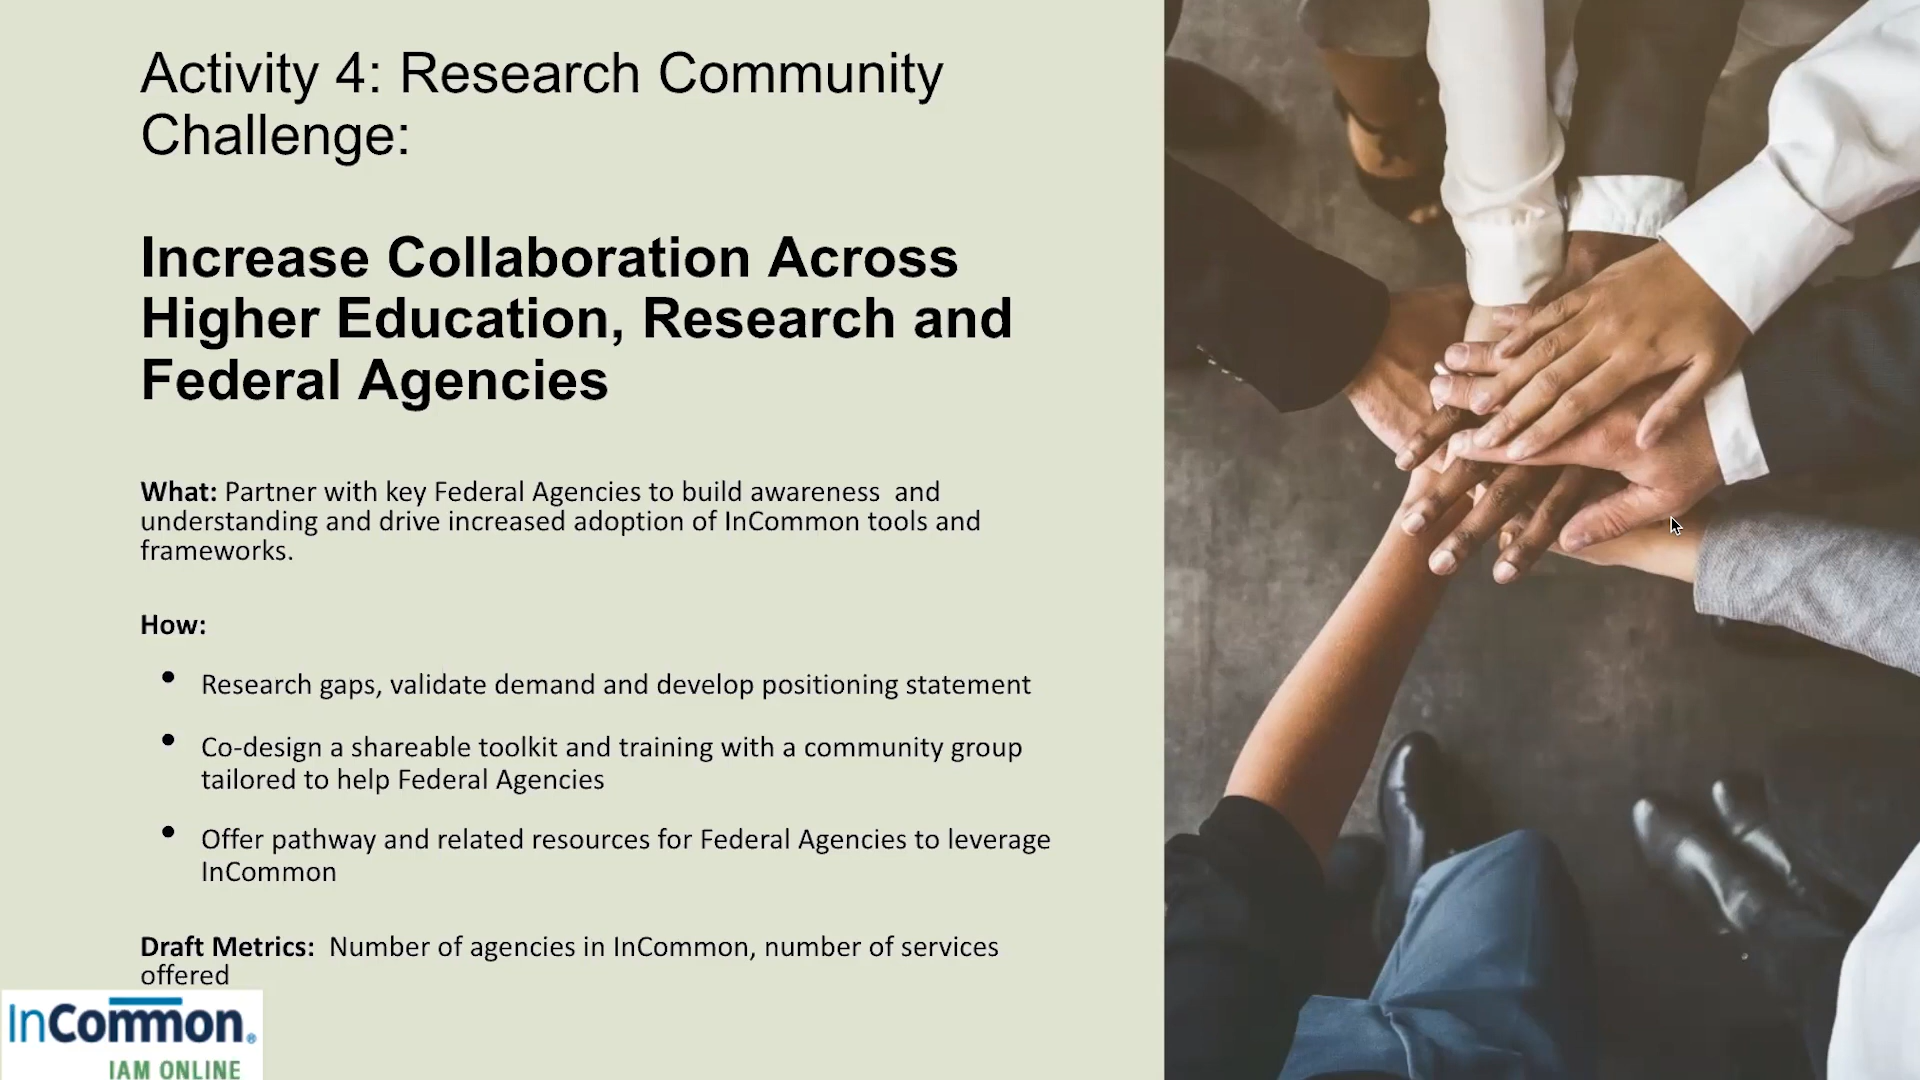 Activity 4: Research Community
Challenge:
Increase Collaboration Across
Higher Education, Research and
Federal Agencies
What: Partner with key Federal Agencies to build awareness  and
understanding and drive increased adoption of InCommon tools and
frameworks.
How:
• Research gaps, validate demand and develop positioning statement
• Co-design a shareable toolkit and training with a community group
tailored to help Federal Agencies
• Offer pathway and related resources for Federal Agencies to leverage
InCommon
Draft Metrics:  Number of agencies in InCommon, number of services
offered
InCommon®
IAM ONLINE